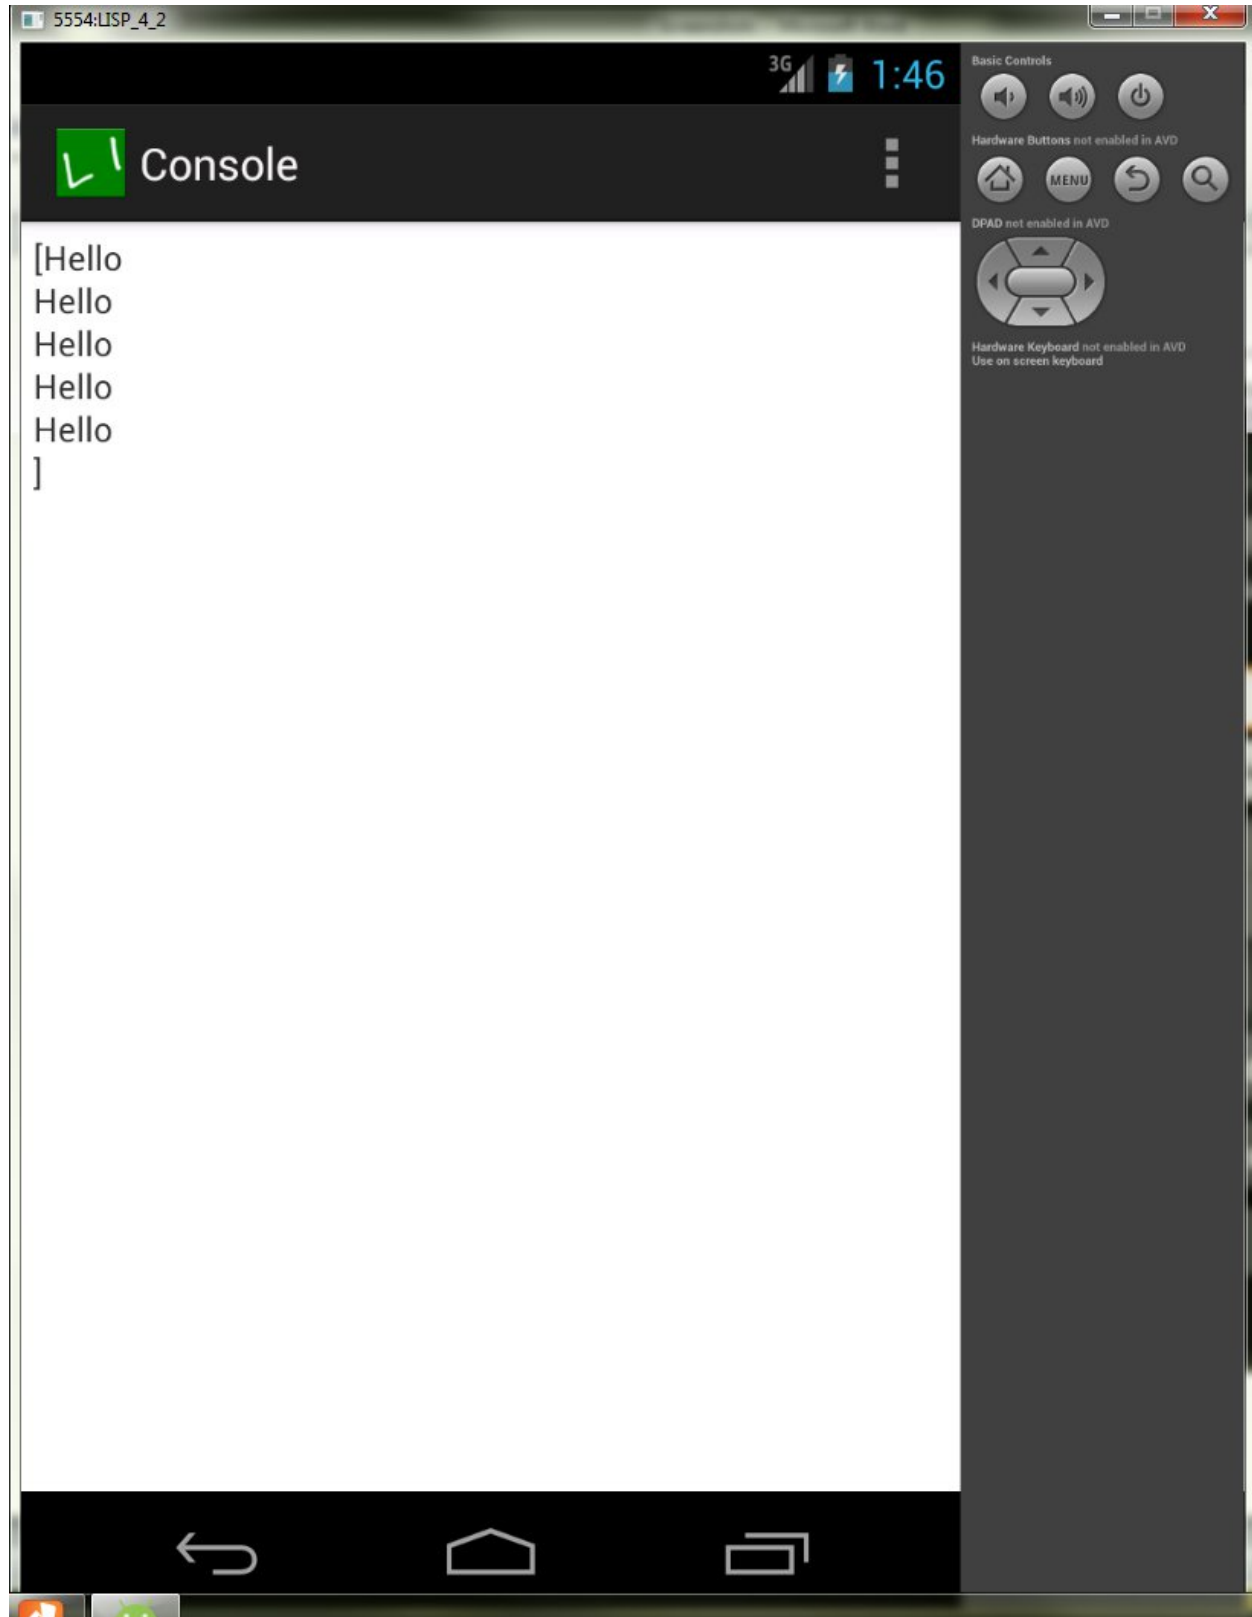 5554:LISP_4_2
3G 1:46
Console
[Hello
Hello
Hello
Hello
Hello
]
Basic Controls
Hardware Buttons not enabled in AVD
MENU
DPAD not enabled in AVD
Hardware Keyboard not enabled in AVD
Use on screen keyboard